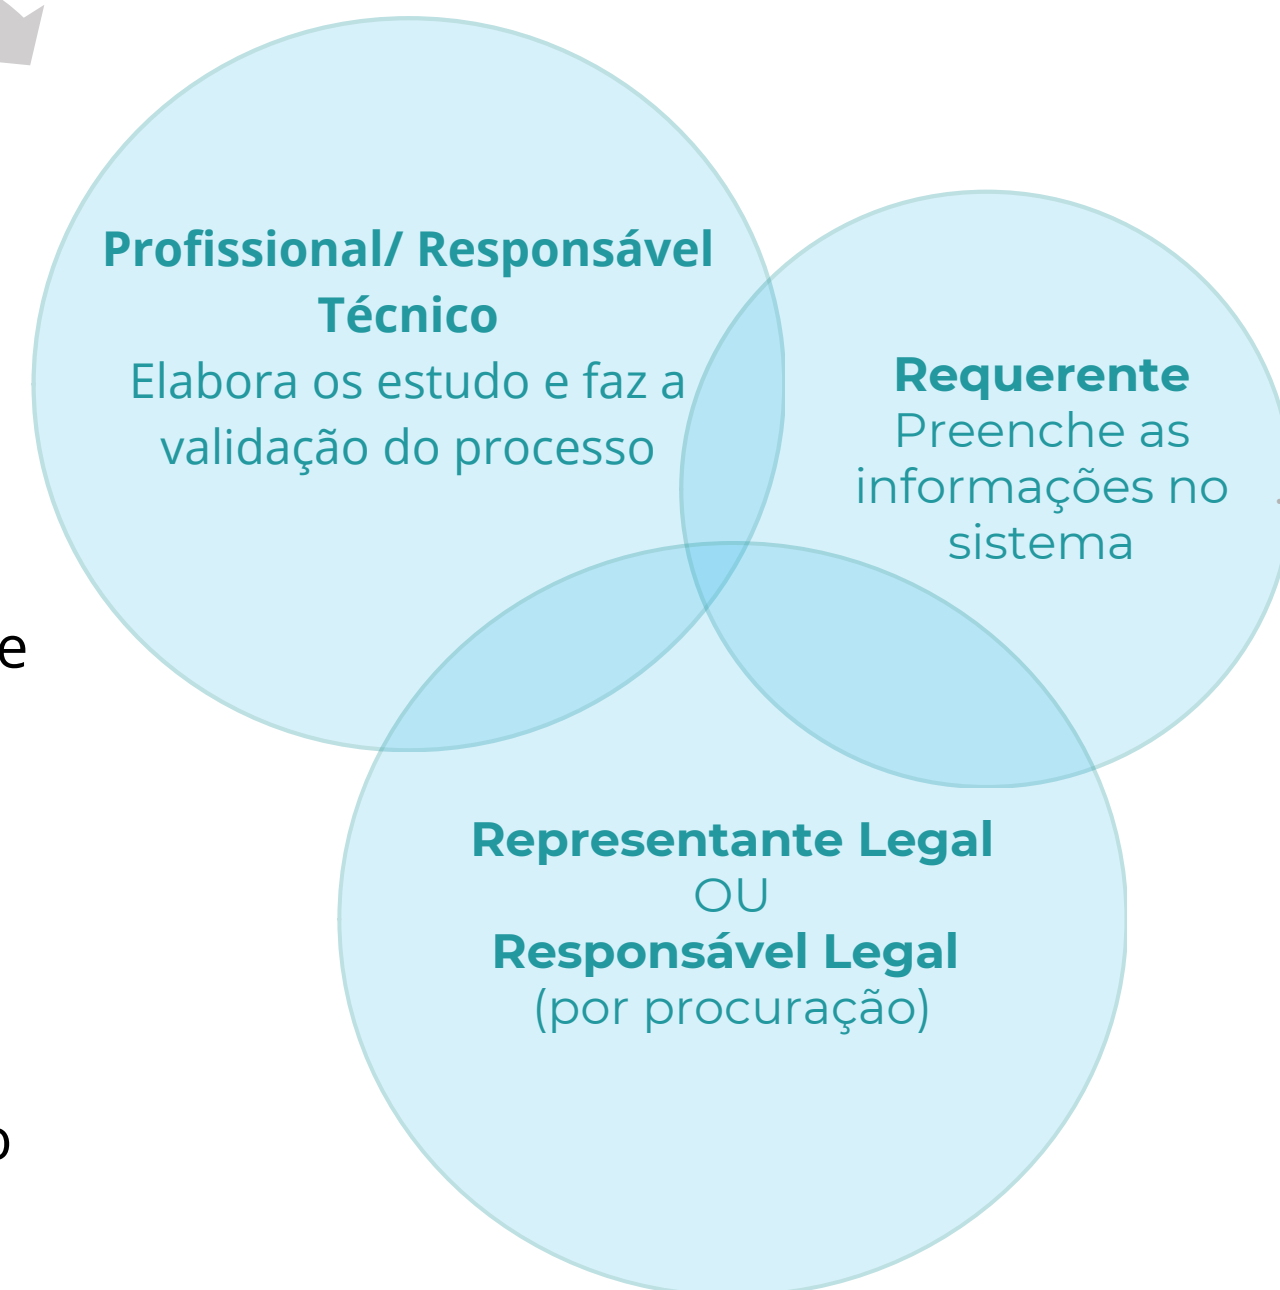 Profissional/ Responsável
Técnico
Elabora os estudo e faz a
validação do processo
Requerente
Preenche as
informações no
sistema
e
Representante Legal
OU
Responsável Legal
(por procuração)
o